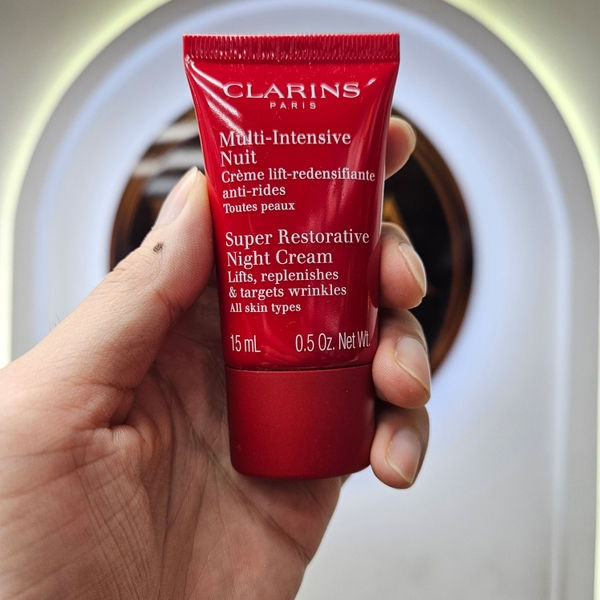 CLARINS
PARIS
Multi-Intensive
Nuit
Crème lift-redensifiante
anti-rides
Toutes peaux
Super Restorative
Night Cream
Lifts, replenishes
& targets wrinkles
All skin types
15 mL 0.5 Oz. Net Wt.